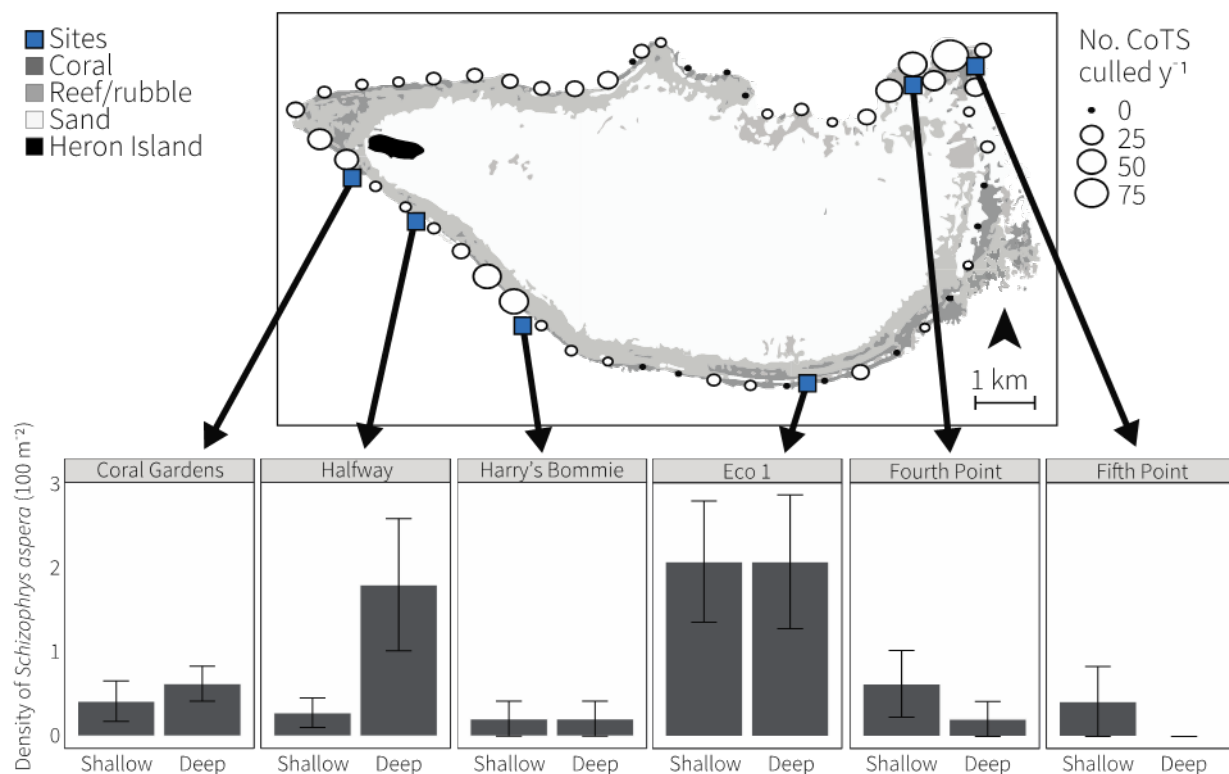 Sites
Coral
Reef/rubble
Sand
Heron Island
No. CoTS
culled y⁻¹
0
25
50
75
1 km
Density of Schizophrys aspera (100 m⁻²)
3
2
1
0
Coral Gardens
Halfway
Harry's Bommie
Eco 1
Fourth Point
Fifth Point
Shallow Deep Shallow Deep Shallow Deep Shallow Deep Shallow Deep Shallow Deep